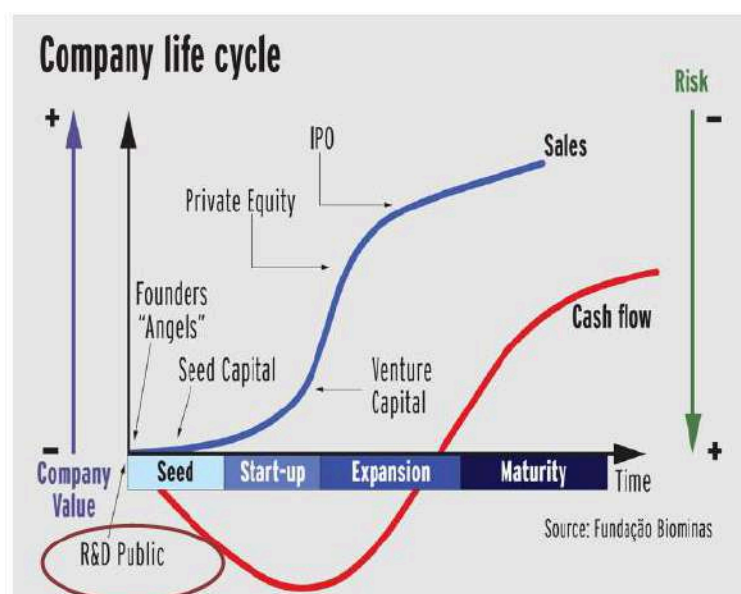 Company life cycle
Risk
+
-
IPO
Sales
Private Equity
Founders
"Angels"
Cash flow
Seed Capital
Venture
Capital
-
+
Company
Value
Seed
Start-up
Expansion
Maturity
Time
Source: Fundação Biominas
R&D Public